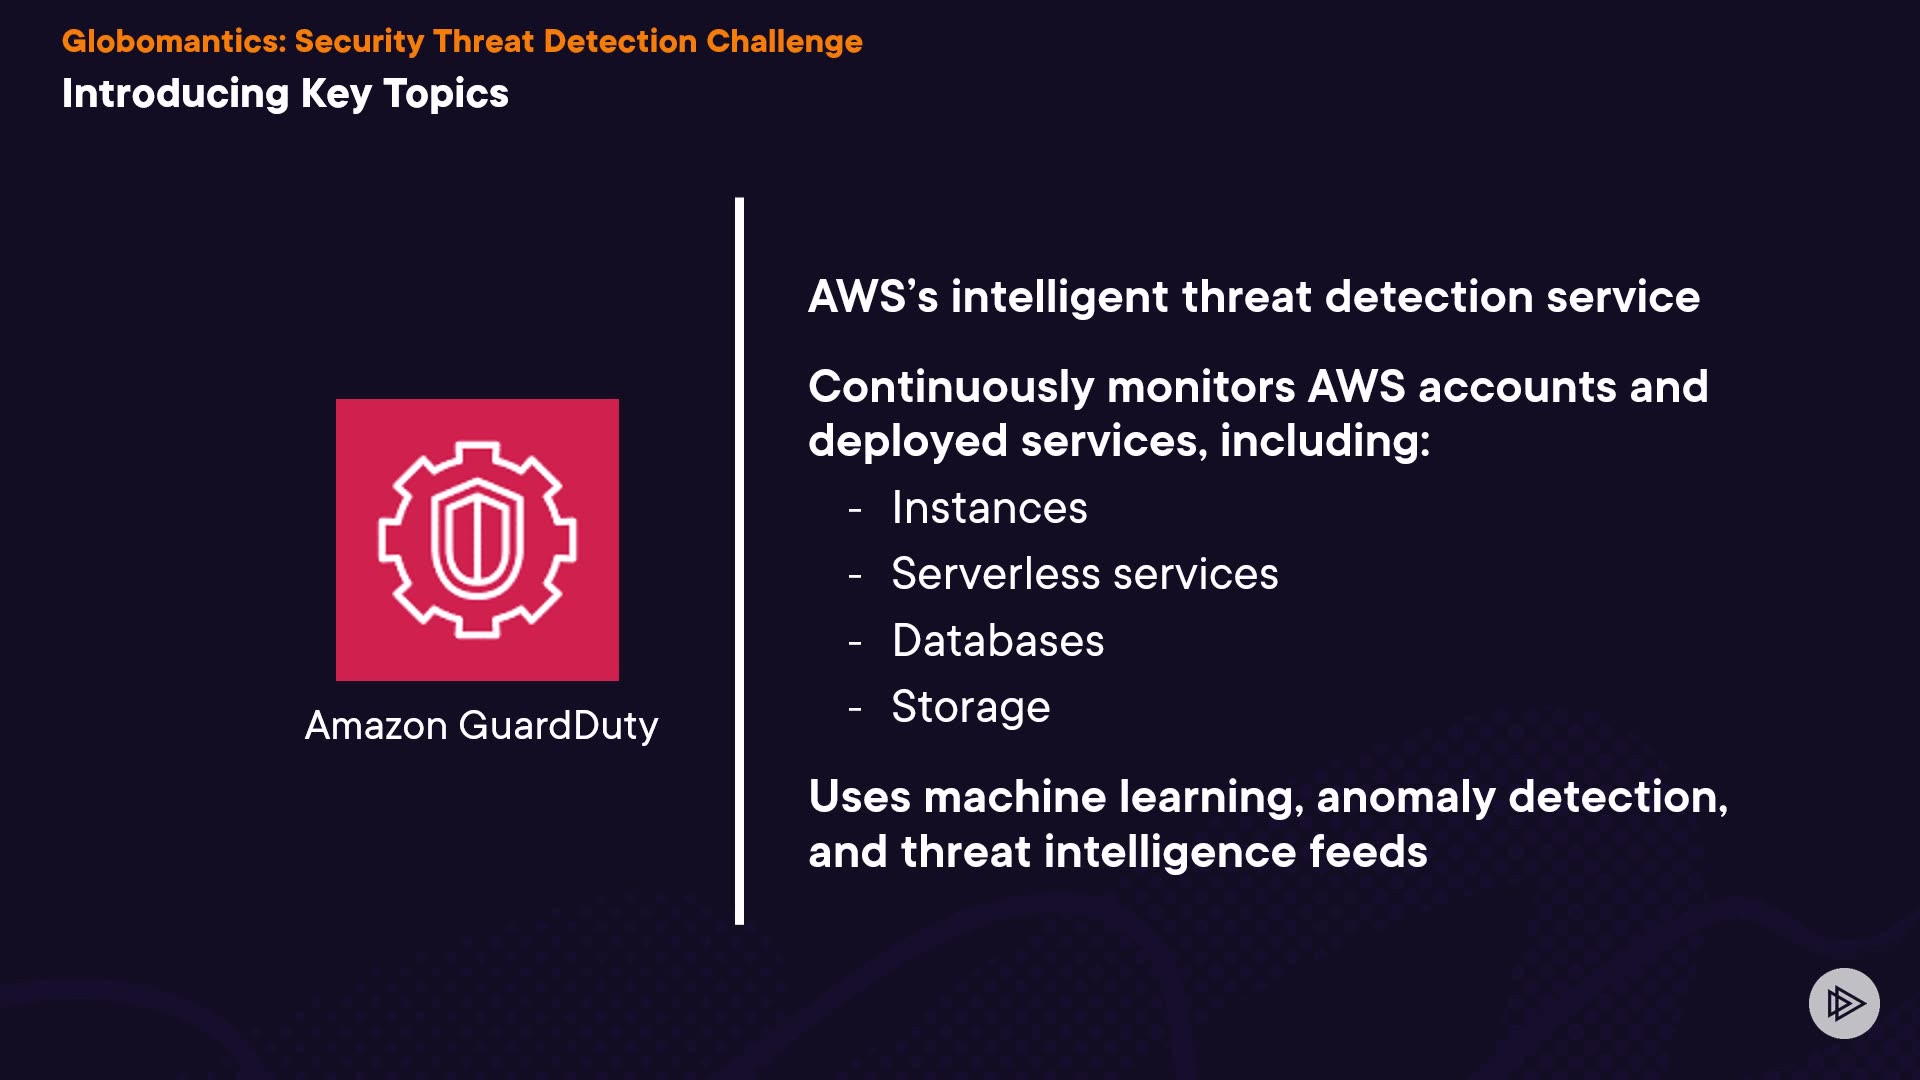 Globomantics: Security Threat Detection Challenge
Introducing Key Topics
Amazon GuardDuty
AWS’s intelligent threat detection service
Continuously monitors AWS accounts and
deployed services, including:
- Instances
- Serverless services
- Databases
- Storage
Uses machine learning, anomaly detection,
and threat intelligence feeds